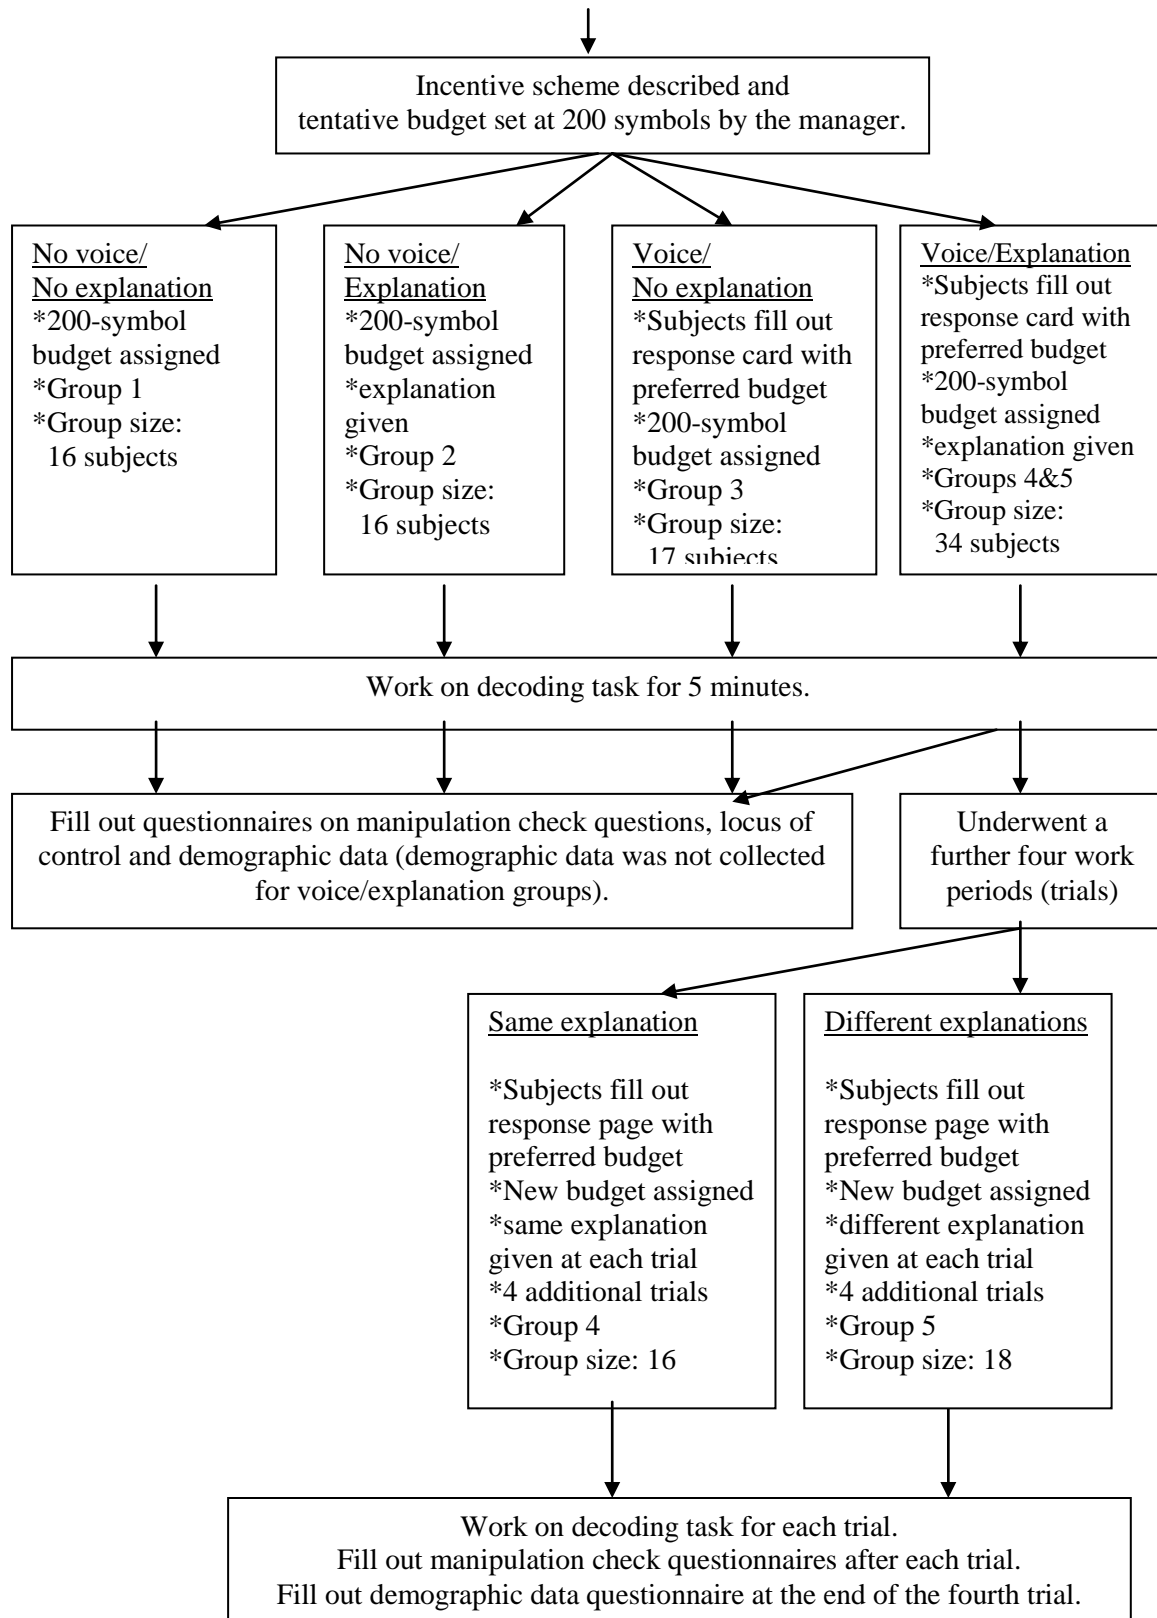 Incentive scheme described and
tentative budget set at 200 symbols by the manager.
No voice/
No explanation
*200-symbol
budget assigned
*Group 1
*Group size:
16 subjects
No voice/
Explanation
*200-symbol
budget assigned
*explanation
given
*Group 2
*Group size:
16 subjects
Voice/
No explanation
*Subjects fill out
response card with
preferred budget
*200-symbol
budget assigned
*Group 3
*Group size:
17 subjects
Voice/Explanation
*Subjects fill out
response card with
preferred budget
*200-symbol
budget assigned
*explanation given
*Groups 4&5
*Group size:
34 subjects
Work on decoding task for 5 minutes.
Fill out questionnaires on manipulation check questions, locus of
control and demographic data (demographic data was not collected
for voice/explanation groups).
Underwent a
further four work
periods (trials)
Same explanation
*Subjects fill out
response page with
preferred budget
*New budget assigned
*same explanation
given at each trial
*4 additional trials
*Group 4
*Group size: 16
Different explanations
*Subjects fill out
response page with
preferred budget
*New budget assigned
*different explanation
given at each trial
*4 additional trials
*Group 5
*Group size: 18
Work on decoding task for each trial.
Fill out manipulation check questionnaires after each trial.
Fill out demographic data questionnaire at the end of the fourth trial.